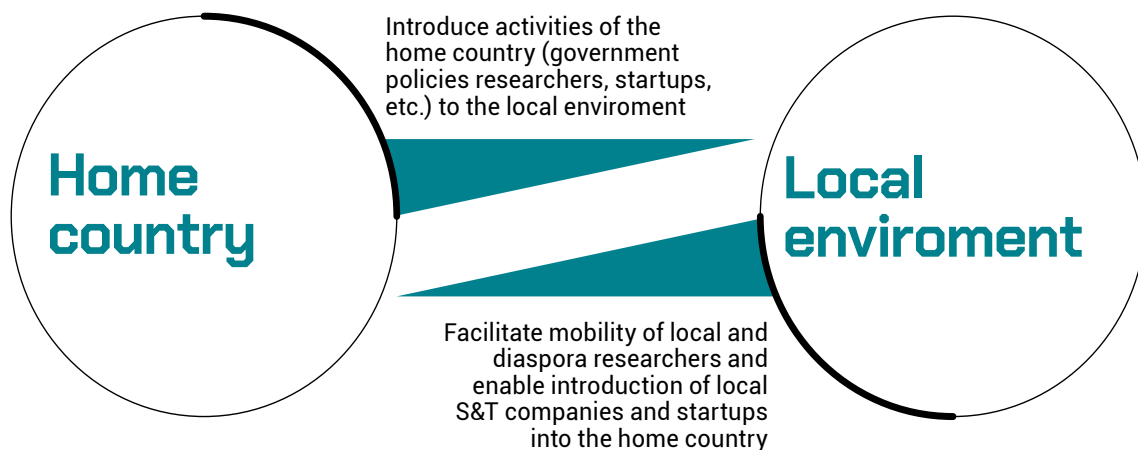 Introduce activities of the
home country (government
policies researchers, startups,
etc.) to the local enviroment
Home
country
Local
enviroment
Facilitate mobility of local and
diaspora researchers and
enable introduction of local
S&T companies and startups
into the home country